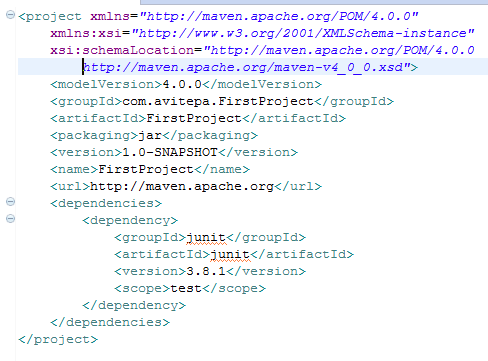 <project xmlns="http://maven.apache.org/POM/4.0.0"
xmlns:xsi="http://www.w3.org/2001/XMLSchema-instance"
xsi:schemaLocation="http://maven.apache.org/POM/4.0.0
http://maven.apache.org/maven-v4_0_0.xsd">
<modelVersion>4.0.0</modelVersion>
<groupId>com.avitepa.FirstProject</groupId>
<artifactId>FirstProject</artifactId>
<packaging>jar</packaging>
<version>1.0-SNAPSHOT</version>
<name>FirstProject</name>
<url>http://maven.apache.org</url>
<dependencies>
<dependency>
<groupId>junit</groupId>
<artifactId>junit</artifactId>
<version>3.8.1</version>
<scope>test</scope>
</dependency>
</dependencies>
</project>